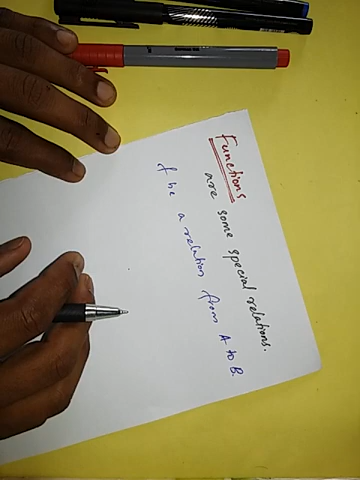 Functions
are some special relations.
f be a relation from A to B.